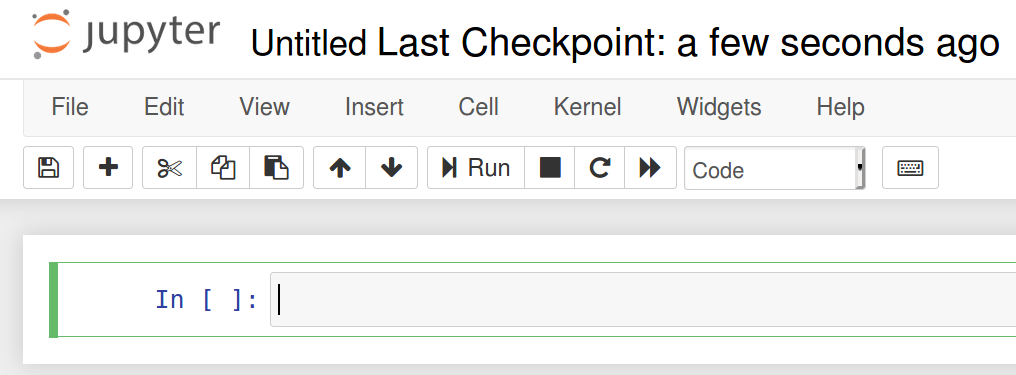 jupyter Untitled Last Checkpoint: a few seconds ago
File Edit View Insert Cell Kernel Widgets Help
Run Code
In [ ]: